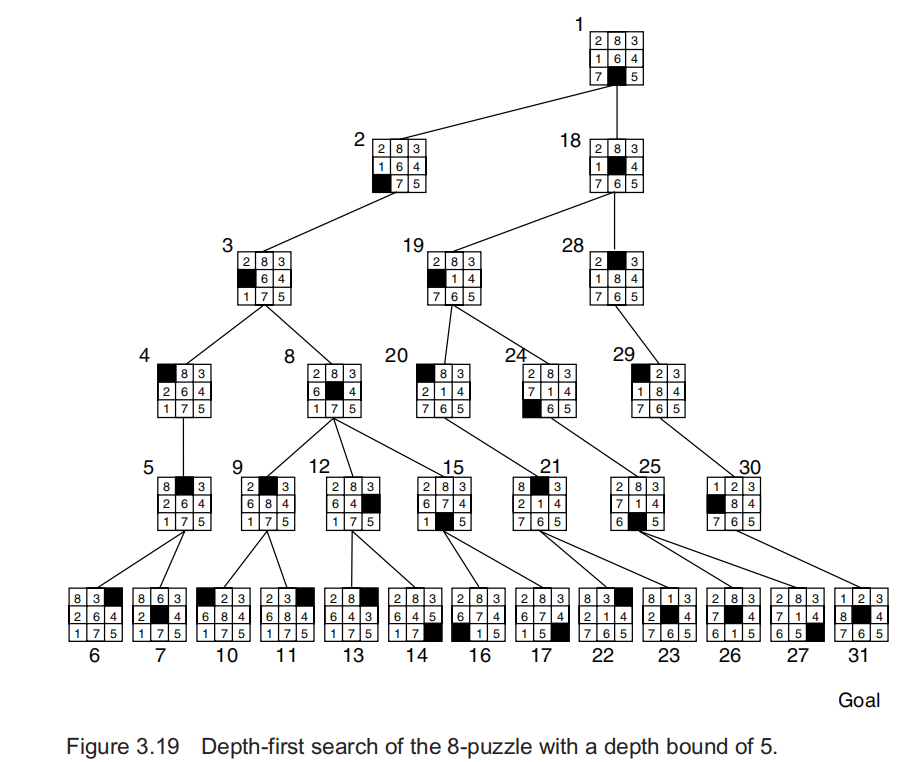 1
2 8 3
1 6 4
7 5
2
2 8 3
1 6 4
7 5
18
2 8 3
1 4
7 6 5
3
2 8 3
6 4
1 7 5
19
2 8 3
1 4
7 6 5
28
2 3
1 8 4
7 6 5
4
8 3
2 6 4
1 7 5
8
2 8 3
6 4
1 7 5
20
8 3
2 1 4
7 6 5
24
2 8 3
7 1 4
6 5
29
2 3
1 8 4
7 6 5
5
8 3
2 6 4
1 7 5
9
2 3
6 8 4
1 7 5
12
2 8 3
6 4
1 7 5
15
2 8 3
6 7 4
1 5
21
8 3
2 1 4
7 6 5
25
2 8 3
7 1 4
6 5
30
1 2 3
8 4
7 6 5
8 3
2 6 4
1 7 5
6
8 6 3
2 4
1 7 5
7
2 3
6 8 4
1 7 5
10
2 3
6 8 4
1 7 5
11
2 8
6 4 3
1 7 5
13
2 8 3
6 4 5
1 7
14
2 8 3
6 7 4
1 5
16
2 8 3
6 7 4
1 5
17
8 3
2 1 4
7 6 5
22
8 1 3
2 4
7 6 5
23
2 8 3
7 4
6 1 5
26
2 8 3
7 1 4
6 5
27
1 2 3
8 4
7 6 5
31
Goal
Figure 3.19 Depth-first search of the 8-puzzle with a depth bound of 5.